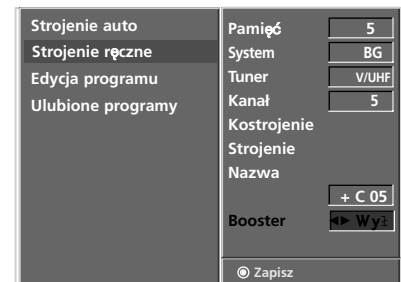 Strojenie auto
Strojenie ręczne
Edycja programu
Ulubione programy
Pamięć 5
System BG
Tuner V/UHF
Kanał 5
Kostrojenie
Strojenie
Nazwa
+ C 05
Booster ◄► Wył
◉ Zapisz